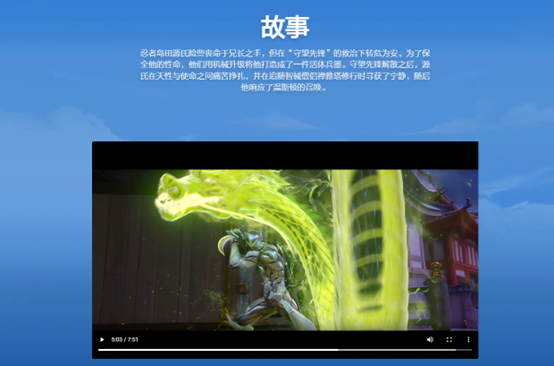 故事
忍者岛田源氏险些丧命于兄长之手，但在“守望先锋”的救治下转危为安。为了保
全他的性命，他们用机械升级将他打造成了一件活体兵器。守望先锋解散之后，源
氏在天性与使命之间痛苦挣扎，并在追随智械僧侣禅雅塔修行时寻获了宁静，随后
他响应了温斯顿的召唤。
5:03 / 7:51